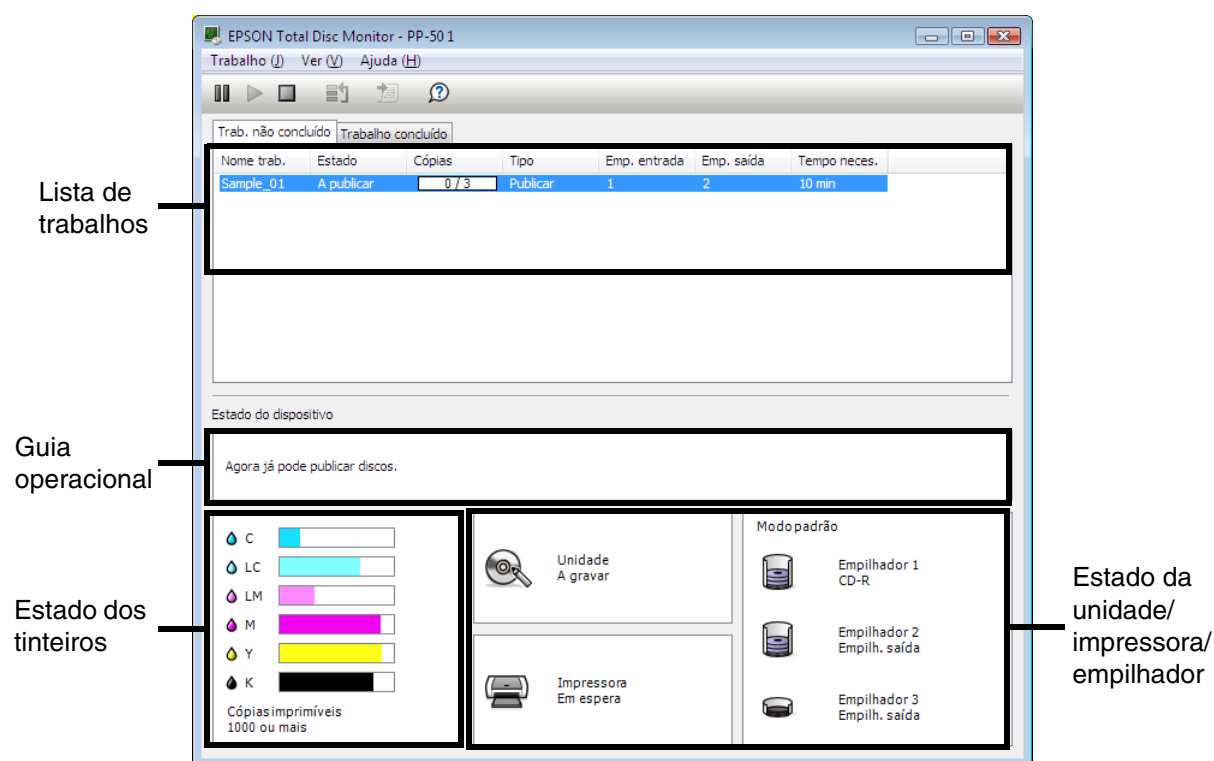 EPSON Total Disc Monitor - PP-50 1
Trabalho (J) Ver (V) Ajuda (H)
Trab. não concluído Trabalho concluído
Nome trab. Estado Cópias Tipo Emp. entrada Emp. saída Tempo neces.
Sample_01 A publicar 0 / 3 Publicar 1 2 10 min
Lista de
trabalhos
Estado do dispositivo
Guia
operacional
Agora já pode publicar discos.
Estado dos
tinteiros
C
LC
LM
M
Y
K
Cópias imprimíveis
1000 ou mais
Unidade
A gravar
Impressora
Em espera
Modo padrão
Empilhador 1
CD-R
Empilhador 2
Empilh. saída
Empilhador 3
Empilh. saída
Estado da
unidade/
impressora/
empilhador